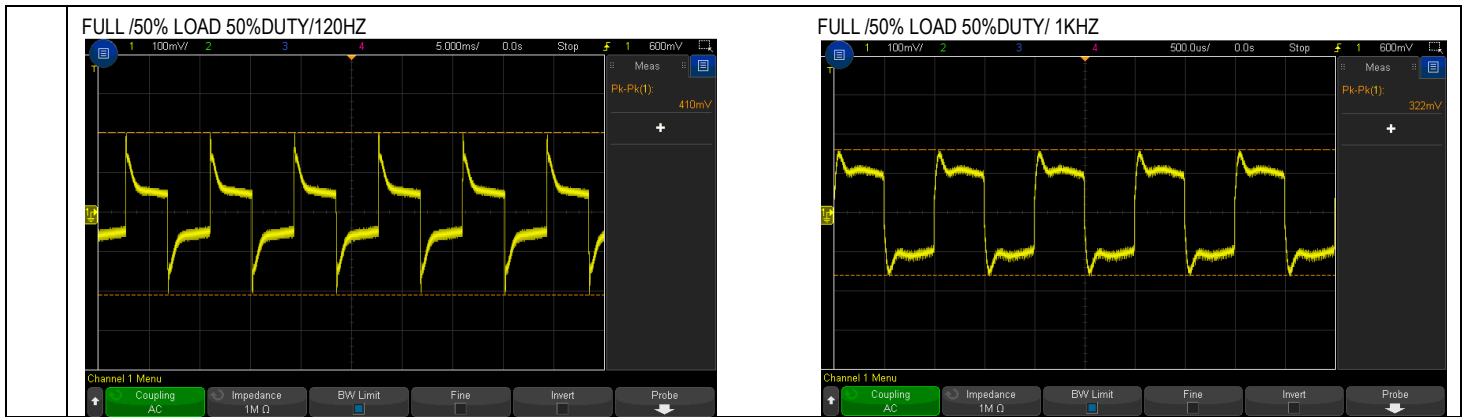 FULL /50% LOAD 50%DUTY/120HZ
1 100mV/ 2 3 4 5.000ms/ 0.0s Stop 1 600mV
T
Meas
Pk-Pk(1):
410mV
+
1
Channel 1 Menu
Coupling
AC
Impedance
1M Ω
BW Limit
Fine
Invert
Probe
FULL /50% LOAD 50%DUTY/ 1KHZ
1 100mV/ 2 3 4 500.0us/ 0.0s Stop 1 600mV
T
Meas
Pk-Pk(1):
322mV
+
1
Channel 1 Menu
Coupling
AC
Impedance
1M Ω
BW Limit
Fine
Invert
Probe